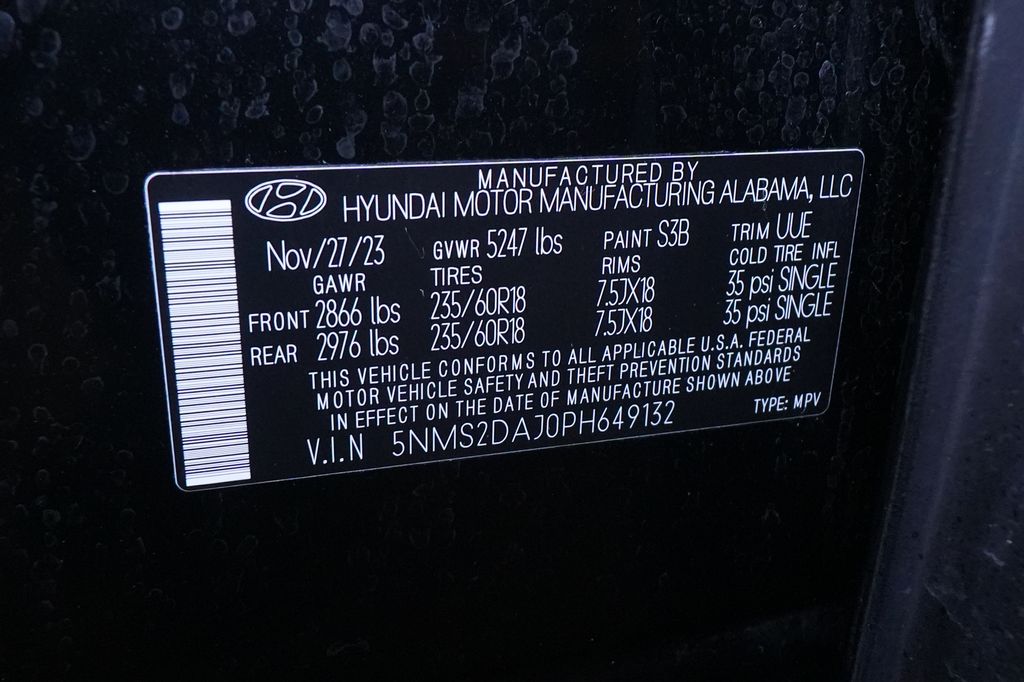 MANUFACTURED BY
HYUNDAI MOTOR MANUFACTURING ALABAMA, LLC
Nov/27/23 GVWR 5247 lbs PAINT S3B TRIM UUE
GAWR TIRES RIMS COLD TIRE INFL
FRONT 2866 lbs 235/60R18 7.5JX18 35 psi SINGLE
REAR 2976 lbs 235/60R18 7.5JX18 35 psi SINGLE
THIS VEHICLE CONFORMS TO ALL APPLICABLE U.S.A. FEDERAL
MOTOR VEHICLE SAFETY AND THEFT PREVENTION STANDARDS
IN EFFECT ON THE DATE OF MANUFACTURE SHOWN ABOVE
V.I.N 5NMS2DAJ0PH649132 TYPE: MPV